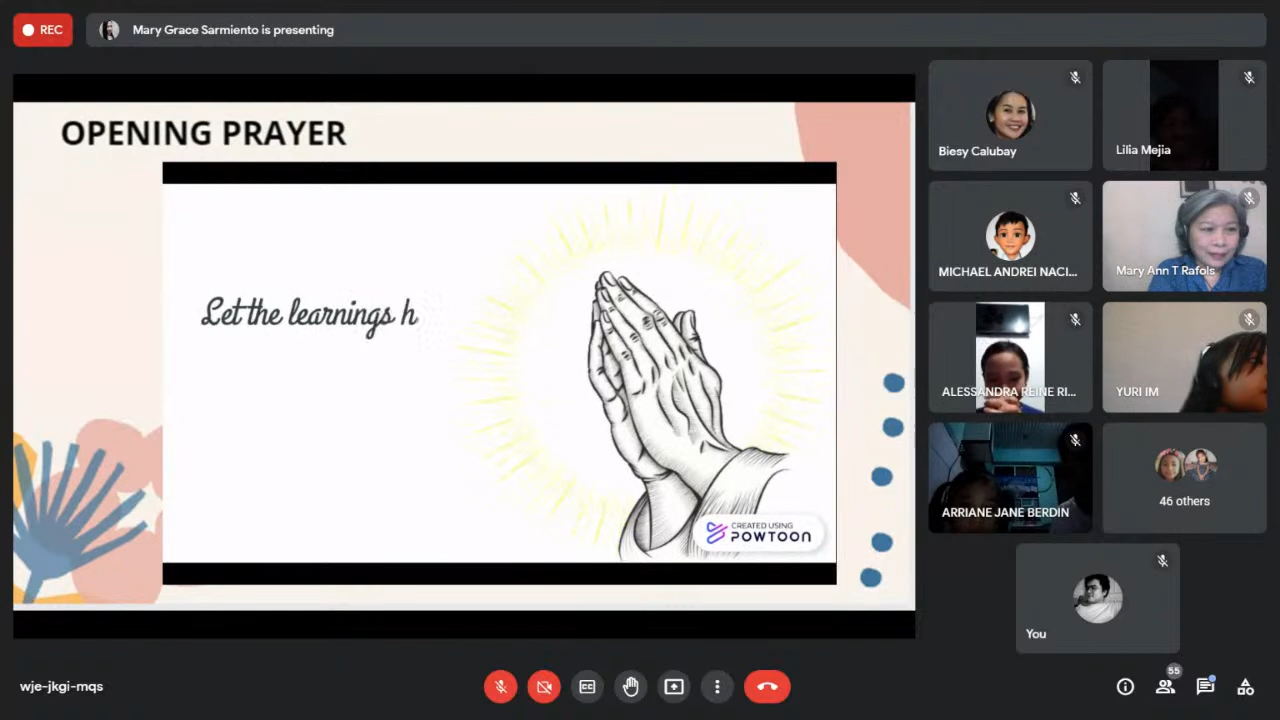 REC
Mary Grace Sarmiento is presenting
OPENING PRAYER
Let the learnings h
CREATED USING
POWTOON
Biesy Calubay
Lilia Mejia
MICHAEL ANDREI NACI...
Mary Ann T Rafols
ALESSANDRA REINE RI...
YURI IM
ARRIANE JANE BERDIN
46 others
You
wje-jkgi-mqs
CC
55